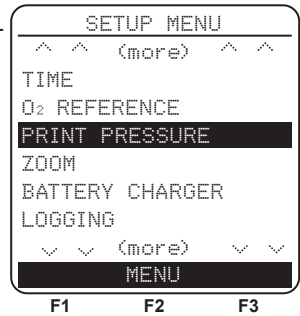 SETUP MENU
^ ^ (more) ^ ^
TIME
O₂ REFERENCE
PRINT PRESSURE
ZOOM
BATTERY CHARGER
LOGGING
⌄ ⌄ (more) ⌄ ⌄
MENU
F1 F2 F3